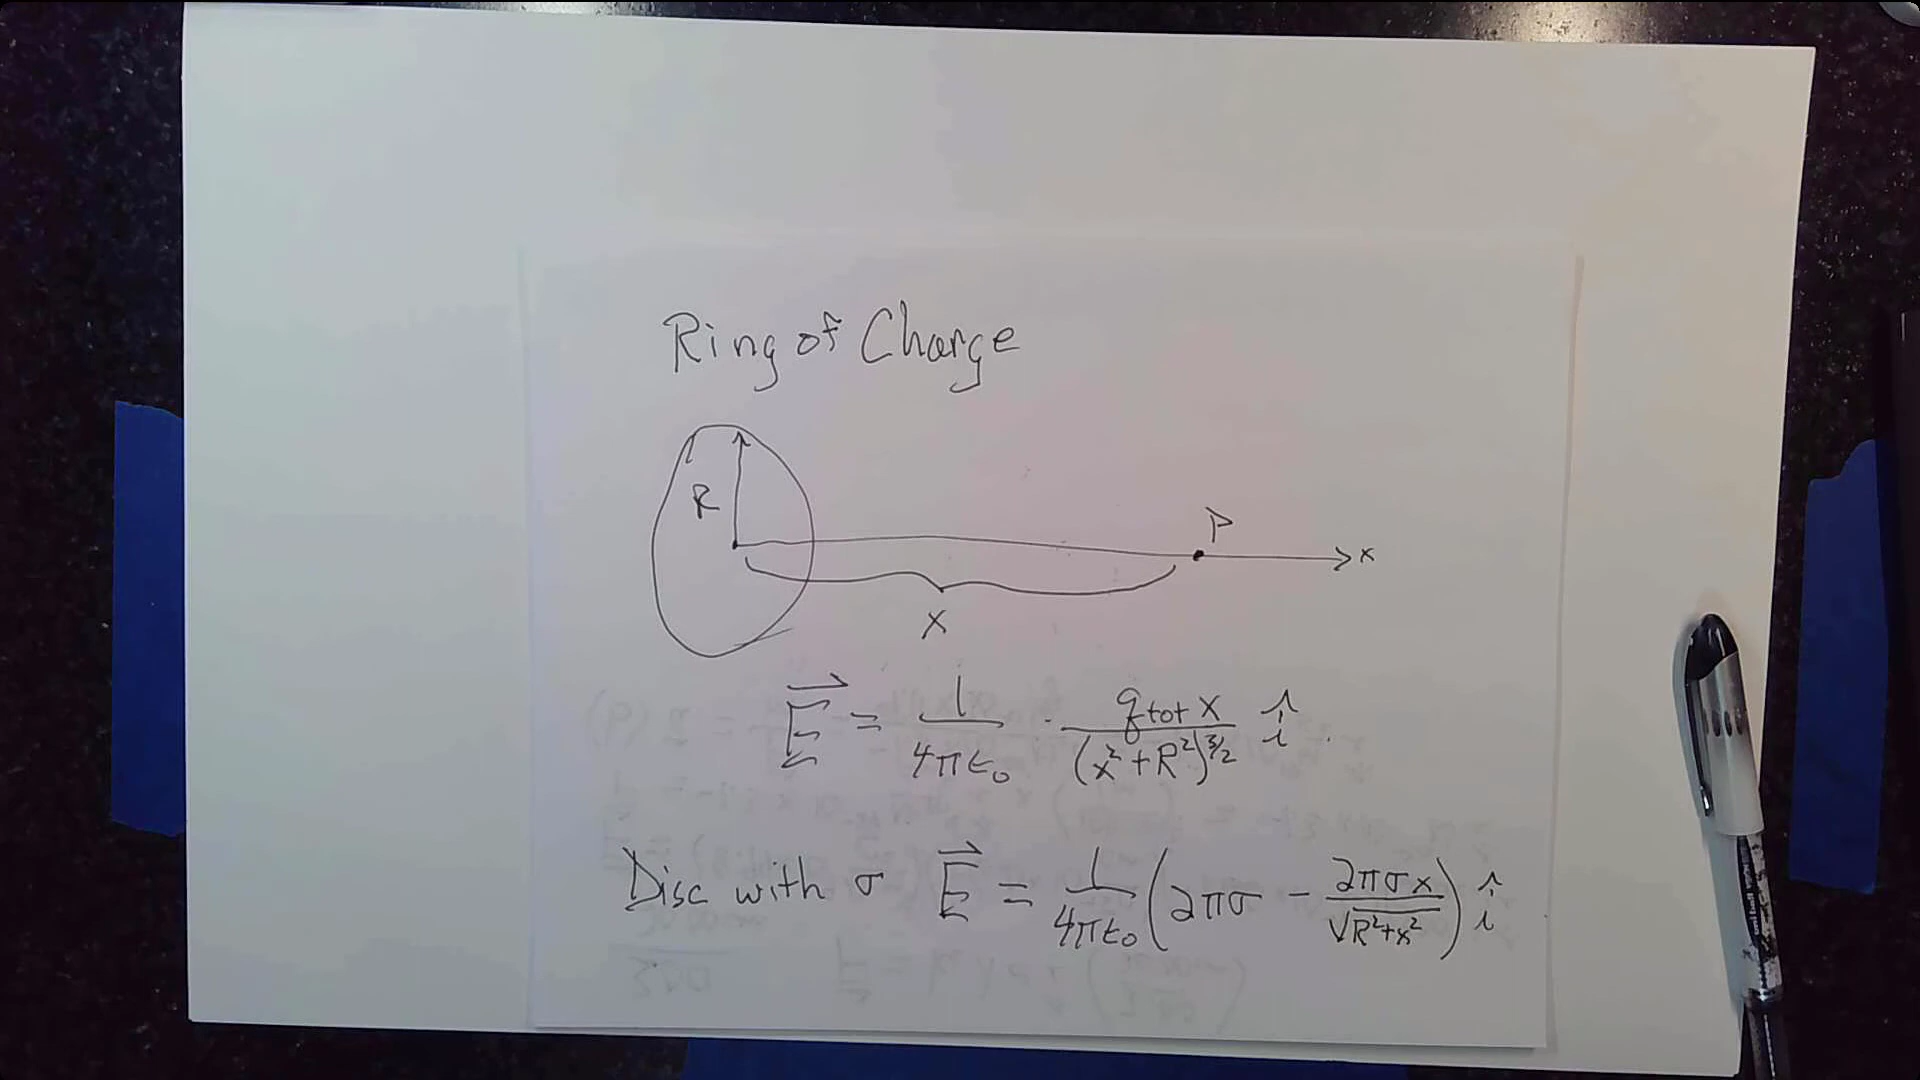 Ring of Charge
R
P
x
x
E⃗ = 1/4πε₀ · q_tot x/(x²+R²)^3/2 î
Disc with σ E⃗ = 1/4πε₀ (2πσ - 2πσx/√R²+x²) î